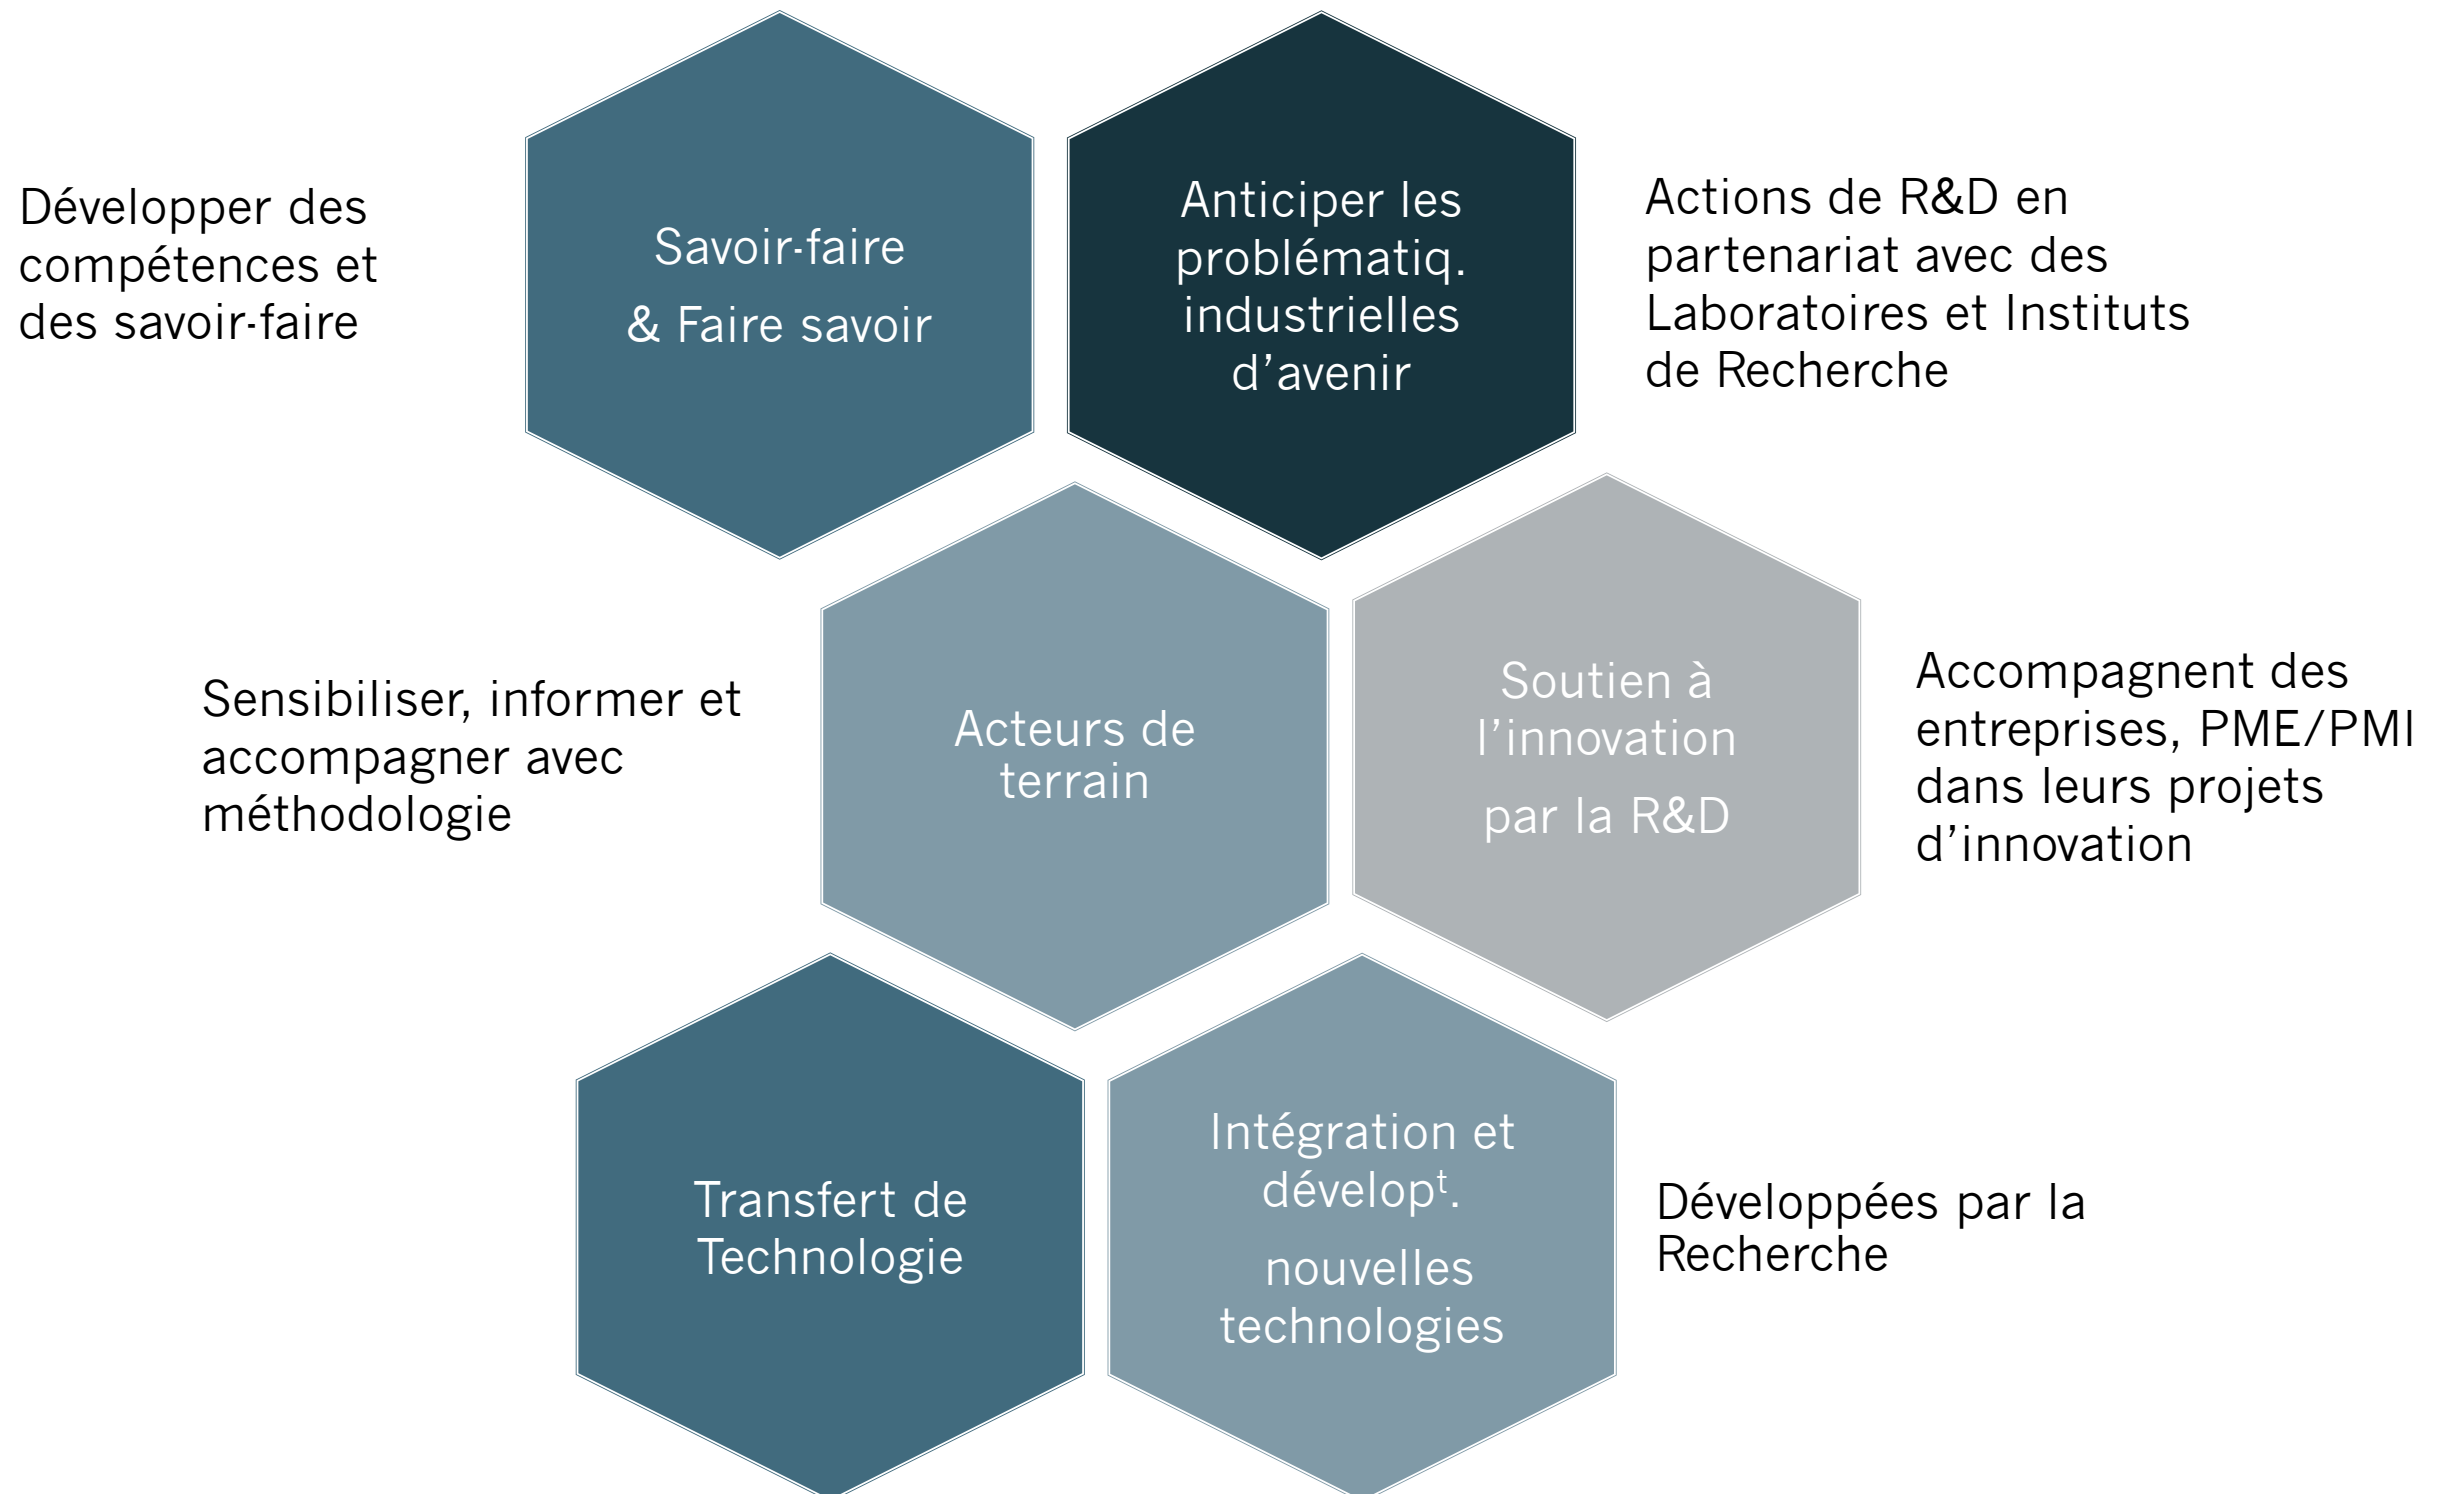 Développer des
compétences et
des savoir-faire
Savoir-faire
& Faire savoir
Anticiper les
problématiq.
industrielles
d’avenir
Actions de R&D en
partenariat avec des
Laboratoires et Instituts
de Recherche
Sensibiliser, informer et
accompagner avec
méthodologie
Acteurs de
terrain
Soutien à
l’innovation
par la R&D
Accompagnent des
entreprises, PME/PMI
dans leurs projets
d’innovation
Transfert de
Technologie
Intégration et
développᵗ.
nouvelles
technologies
Développées par la
Recherche